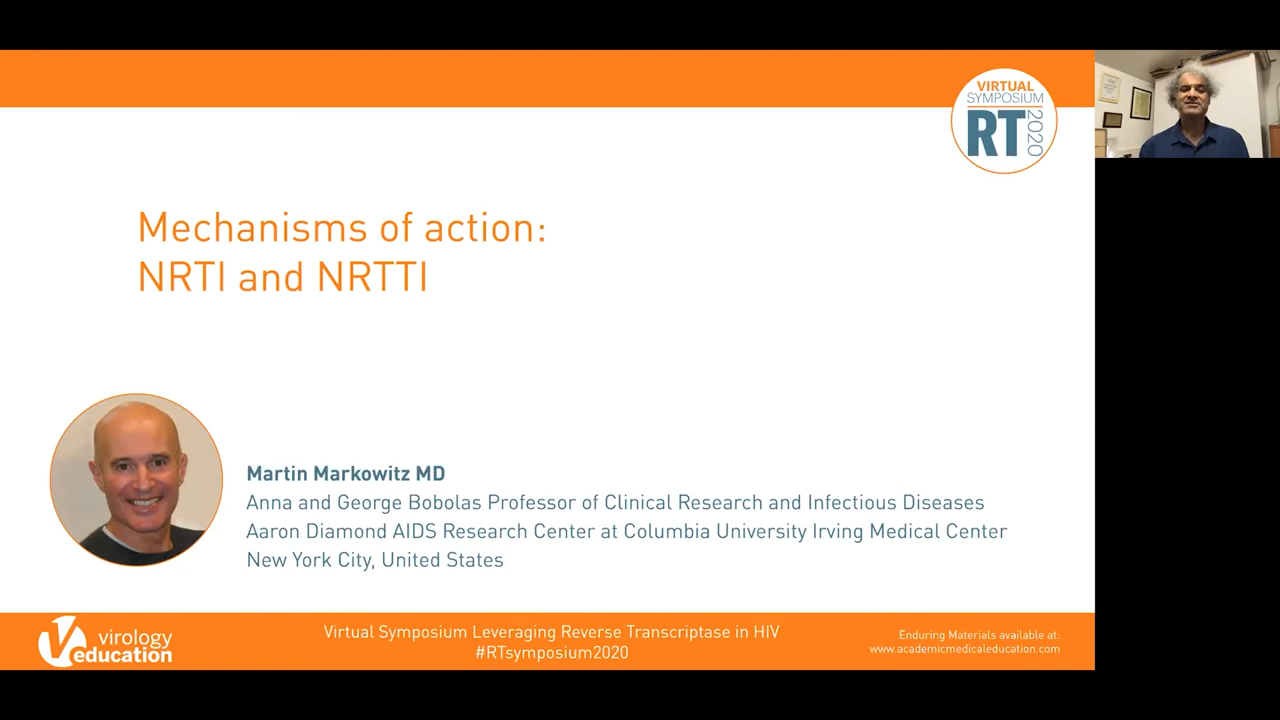 VIRTUAL
SYMPOSIUM
RT 2020
Mechanisms of action:
NRTI and NRTTI
Martin Markowitz MD
Anna and George Bobolas Professor of Clinical Research and Infectious Diseases
Aaron Diamond AIDS Research Center at Columbia University Irving Medical Center
New York City, United States
virology
education
Virtual Symposium Leveraging Reverse Transcriptase in HIV
#RTsymposium2020
Enduring Materials available at:
www.academicmedicaleducation.com